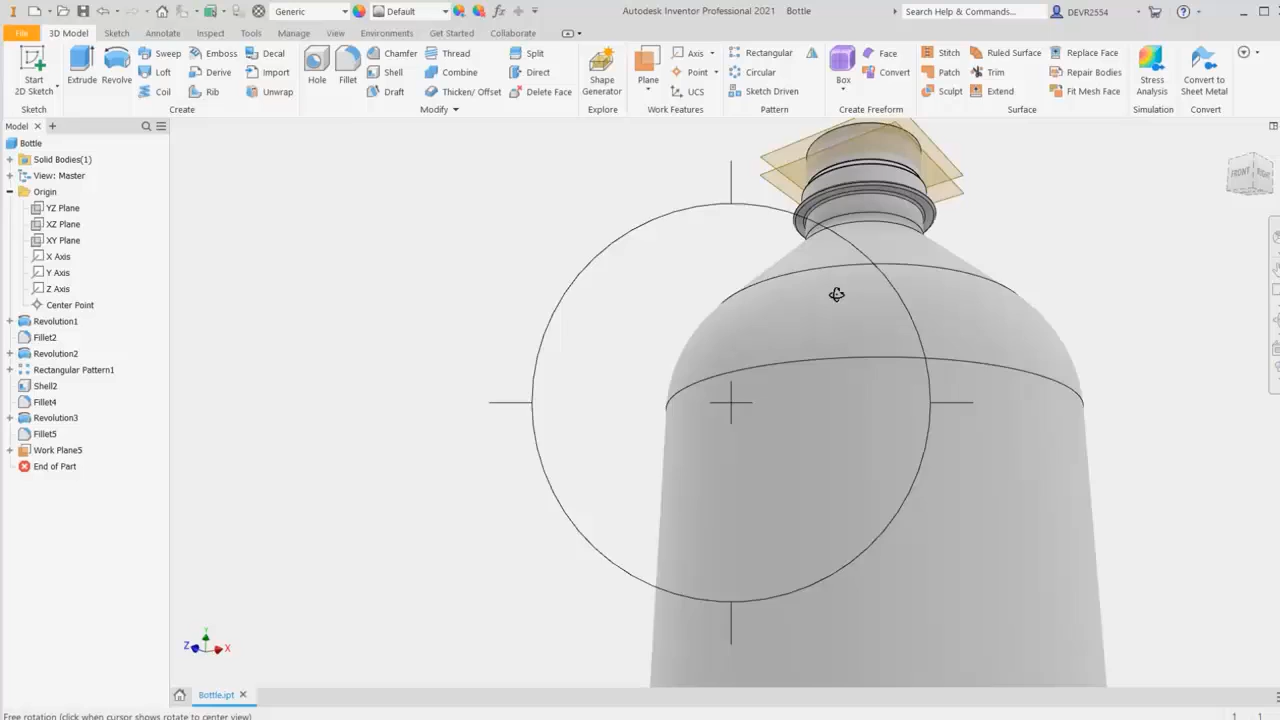 Generic
Default
Autodesk Inventor Professional 2021 Bottle
Search Help & Commands...
DEVR2554
File
3D Model
Sketch
Annotate
Inspect
Tools
Manage
View
Environments
Get Started
Collaborate
Start
2D Sketch
Sketch
Extrude
Revolve
Sweep
Loft
Coil
Emboss
Derive
Rib
Decal
Import
Unwrap
Create
Hole
Fillet
Chamfer
Shell
Draft
Thread
Combine
Thicken/ Offset
Split
Direct
Delete Face
Modify
Shape
Generator
Explore
Plane
Axis
Point
UCS
Work Features
Rectangular
Circular
Sketch Driven
Pattern
Box
Face
Convert
Create Freeform
Stitch
Patch
Sculpt
Ruled Surface
Trim
Extend
Replace Face
Repair Bodies
Fit Mesh Face
Surface
Stress
Analysis
Simulation
Convert to
Sheet Metal
Convert
Model
Bottle
Solid Bodies(1)
View: Master
Origin
YZ Plane
XZ Plane
XY Plane
X Axis
Y Axis
Z Axis
Center Point
Revolution1
Fillet2
Revolution2
Rectangular Pattern1
Shell2
Fillet4
Revolution3
Fillet5
Work Plane5
End of Part
FRONT
RIGHT
Y
Z
X
Bottle.ipt
Free rotation (click when cursor shows rotate to center view)
1 1